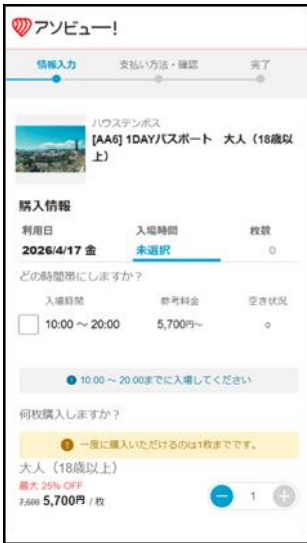 アソビュー!
情報入力 支払い方法・確認 完了
ハウステンボス
[AA6] 1DAYパスポート 大人（18歳以
上）
購入情報
利用日 入場時間 枚数
2026/4/17 金 未選択 0
どの時間帯にしますか？
入場時間 参考料金 空き状況
10:00 ～ 20:00 5,700円～ ○
10:00 ～ 20:00までに入場してください
何枚購入しますか？
一度に購入いただけるのは1枚までです。
大人（18歳以上）
最大 25% OFF
7,600 5,700円 / 枚
1